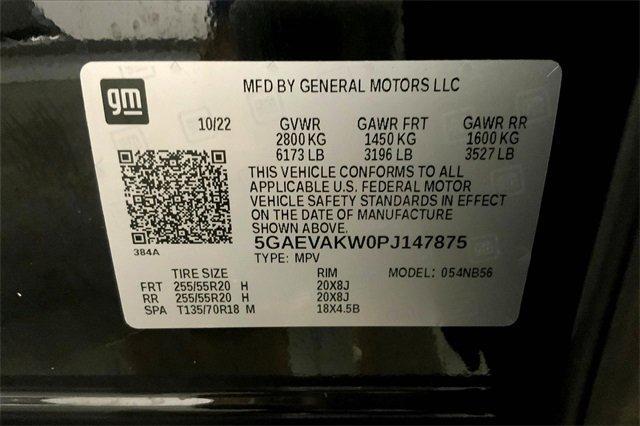 gm
MFD BY GENERAL MOTORS LLC
10/22 GVWR GAWR FRT GAWR RR
2800 KG 1450 KG 1600 KG
6173 LB 3196 LB 3527 LB
THIS VEHICLE CONFORMS TO ALL
APPLICABLE U.S. FEDERAL MOTOR
VEHICLE SAFETY STANDARDS IN EFFECT
ON THE DATE OF MANUFACTURE
SHOWN ABOVE.
384A
5GAEVAKW0PJ147875
TYPE: MPV
TIRE SIZE RIM MODEL: 054NB56
FRT 255/55R20 H 20X8J
RR 255/55R20 H 20X8J
SPA T135/70R18 M 18X4.5B